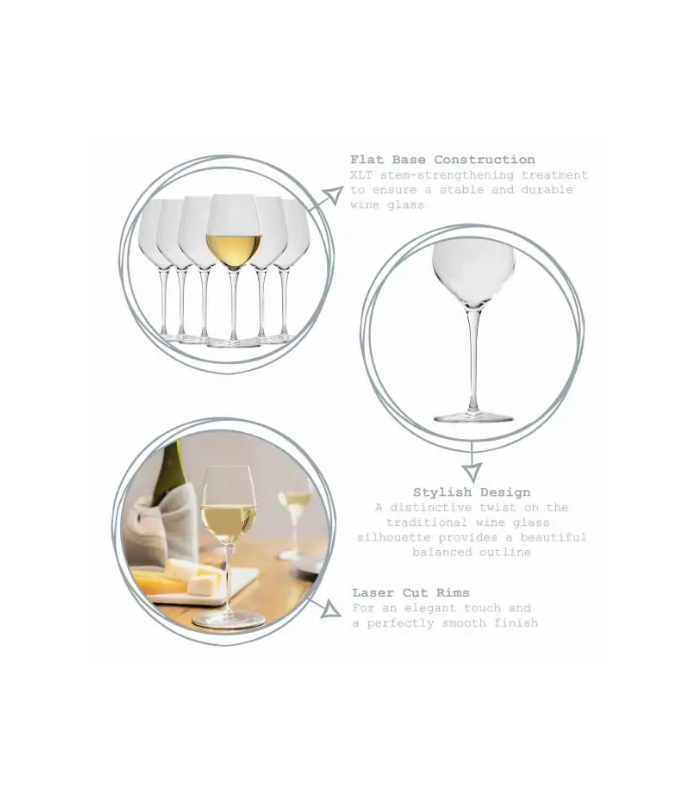 Flat Base Construction
XLT stem-strengthening treatment
to ensure a stable and durable
wine glass
Stylish Design
A distinctive twist on the
traditional wine glass
silhouette provides a beautiful
balanced outline
Laser Cut Rims
For an elegant touch and
a perfectly smooth finish